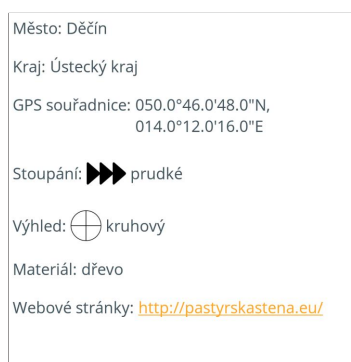 Město: Děčín
Kraj: Ústecký kraj
GPS souřadnice: 050.0°46.0'48.0"N,
014.0°12.0'16.0"E
Stoupání: prudké
Výhled: kruhový
Materiál: dřevo
Webové stránky: http://pastyrskastena.eu/